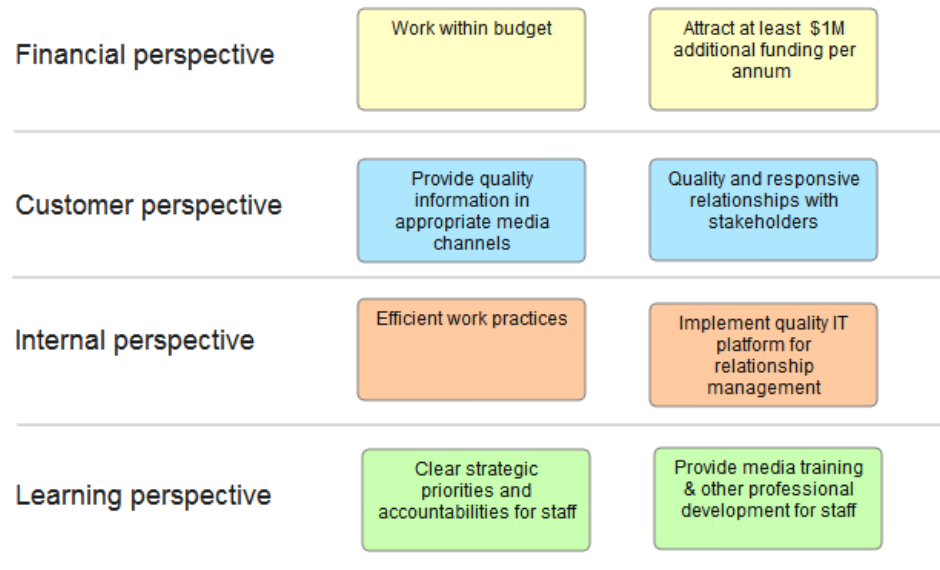 Financial perspective
Work within budget
Attract at least $1M
additional funding per
annum
Customer perspective
Provide quality
information in
appropriate media
channels
Quality and responsive
relationships with
stakeholders
Internal perspective
Efficient work practices
Implement quality IT
platform for
relationship
management
Learning perspective
Clear strategic
priorities and
accountabilities for staff
Provide media training
& other professional
development for staff